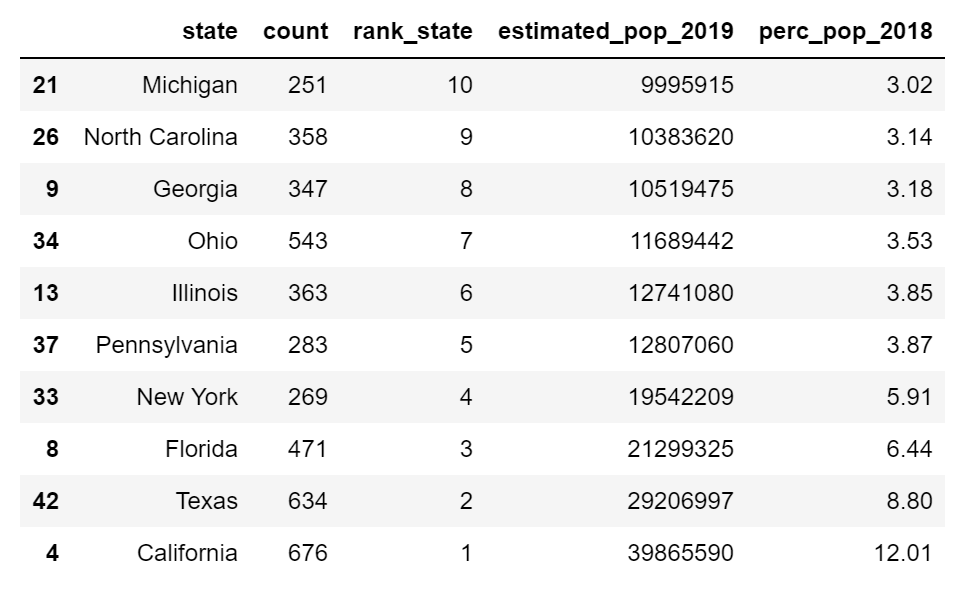 state count rank_state estimated_pop_2019 perc_pop_2018
21 Michigan 251 10 9995915 3.02
26 North Carolina 358 9 10383620 3.14
9 Georgia 347 8 10519475 3.18
34 Ohio 543 7 11689442 3.53
13 Illinois 363 6 12741080 3.85
37 Pennsylvania 283 5 12807060 3.87
33 New York 269 4 19542209 5.91
8 Florida 471 3 21299325 6.44
42 Texas 634 2 29206997 8.80
4 California 676 1 39865590 12.01